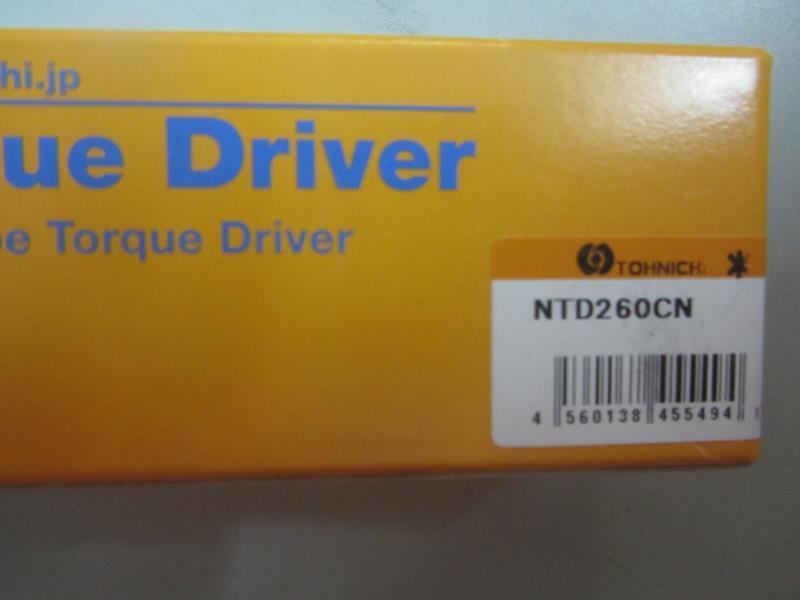 hi.jp
ue Driver
e Torque Driver
TOHNICHI
NTD260CN
4 560138 455494